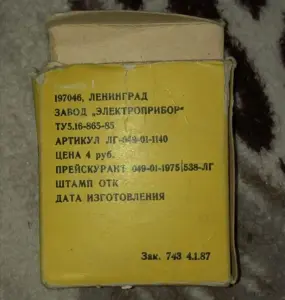 197046, ЛЕНИНГРАД
ЗАВОД „ЭЛЕКТРОПРИБОР“
ТУ5.16-865-83
АРТИКУЛ ЛГ-049-01-1140
ЦЕНА 4 руб.
ПРЕЙСКУРАНТ 049-01-1975/538-ЛГ
ШТАМП ОТК
ДАТА ИЗГОТОВЛЕНИЯ
Зак. 743 4.1.87